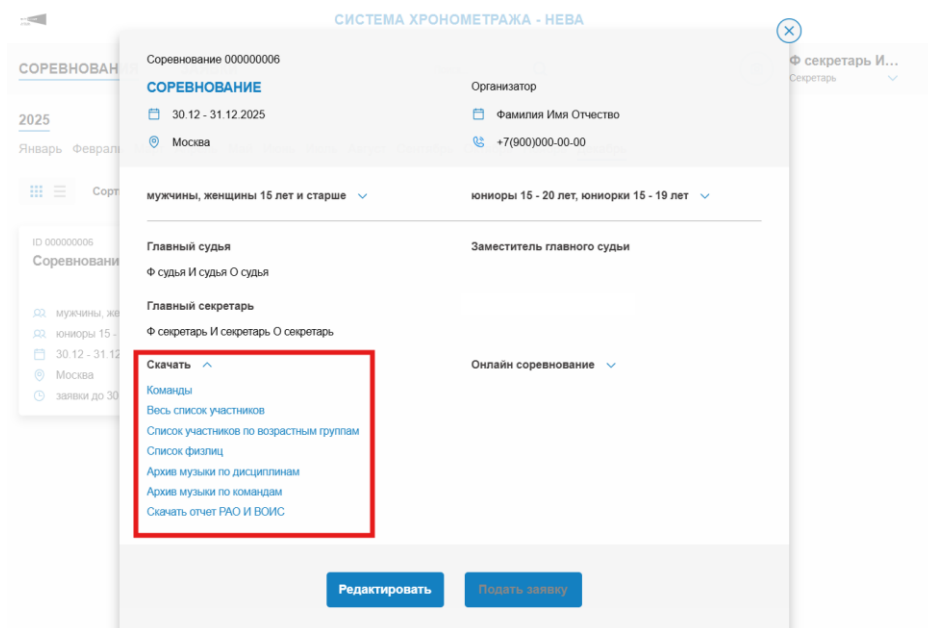 СИСТЕМА ХРОНОМЕТРАЖА - НЕВА
СОРЕВНОВАН
Ф секретарь И...
Секретарь
2025
Январь Феврал
Сорт
ID 000000006
Соревновани
мужчины, же
юниоры 15 -
30.12 - 31.12
Москва
заявки до 30
Соревнование 000000006
СОРЕВНОВАНИЕ
Организатор
30.12 - 31.12.2025
Фамилия Имя Отчество
Москва
+7(900)000-00-00
мужчины, женщины 15 лет и старше
юниоры 15 - 20 лет, юниорки 15 - 19 лет
Главный судья
Заместитель главного судьи
Ф судья И судья О судья
Главный секретарь
Ф секретарь И секретарь О секретарь
Скачать
Онлайн соревнование
Команды
Весь список участников
Список участников по возрастным группам
Список физлиц
Архив музыки по дисциплинам
Архив музыки по командам
Скачать отчет РАО И ВОИС
Редактировать
Подать заявку